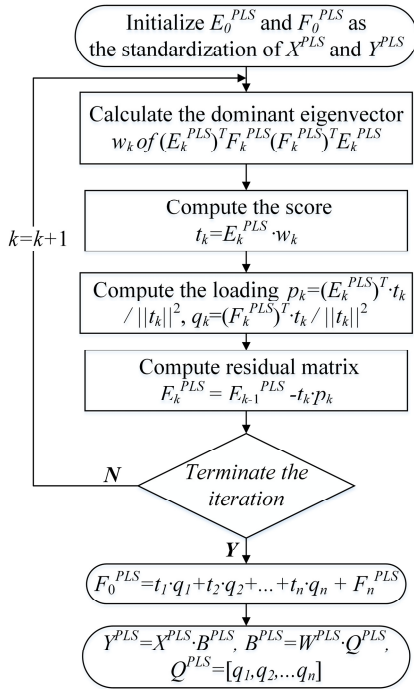 Initialize E₀ᴾᴸˢ and F₀ᴾᴸˢ as
the standardization of Xᴾᴸˢ and Yᴾᴸˢ
Calculate the dominant eigenvector
wₖ of (Eₖᴾᴸˢ)ᵀFₖᴾᴸˢ(Fₖᴾᴸˢ)ᵀEₖᴾᴸˢ
Compute the score
tₖ=Eₖᴾᴸˢ·wₖ
k=k+1
Compute the loading pₖ=(Eₖᴾᴸˢ)ᵀ·tₖ
/ ||tₖ||², qₖ=(Fₖᴾᴸˢ)ᵀ·tₖ / ||tₖ||²
Compute residual matrix
Eₖᴾᴸˢ = Eₖ₋₁ᴾᴸˢ -tₖ·pₖ
N
Terminate the
iteration
Y
F₀ᴾᴸˢ=t₁·q₁+t₂·q₂+...+tₙ·qₙ + Fₙᴾᴸˢ
Yᴾᴸˢ=Xᴾᴸˢ·Bᴾᴸˢ, Bᴾᴸˢ=Wᴾᴸˢ·Qᴾᴸˢ,
Qᴾᴸˢ=[q₁,q₂,...qₙ]